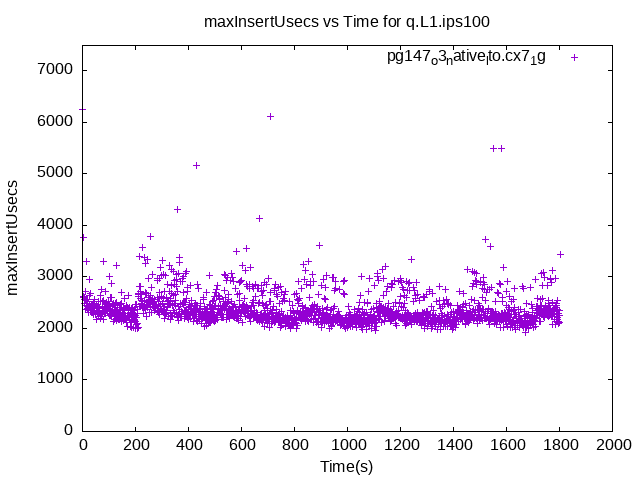 maxInsertUsecs vs Time for q.L1.ips100
pg147_o3_native_lto.cx7_1g
7000
6000
5000
4000
3000
2000
1000
0
maxInsertUsecs
0 200 400 600 800 1000 1200 1400 1600 1800 2000
Time(s)